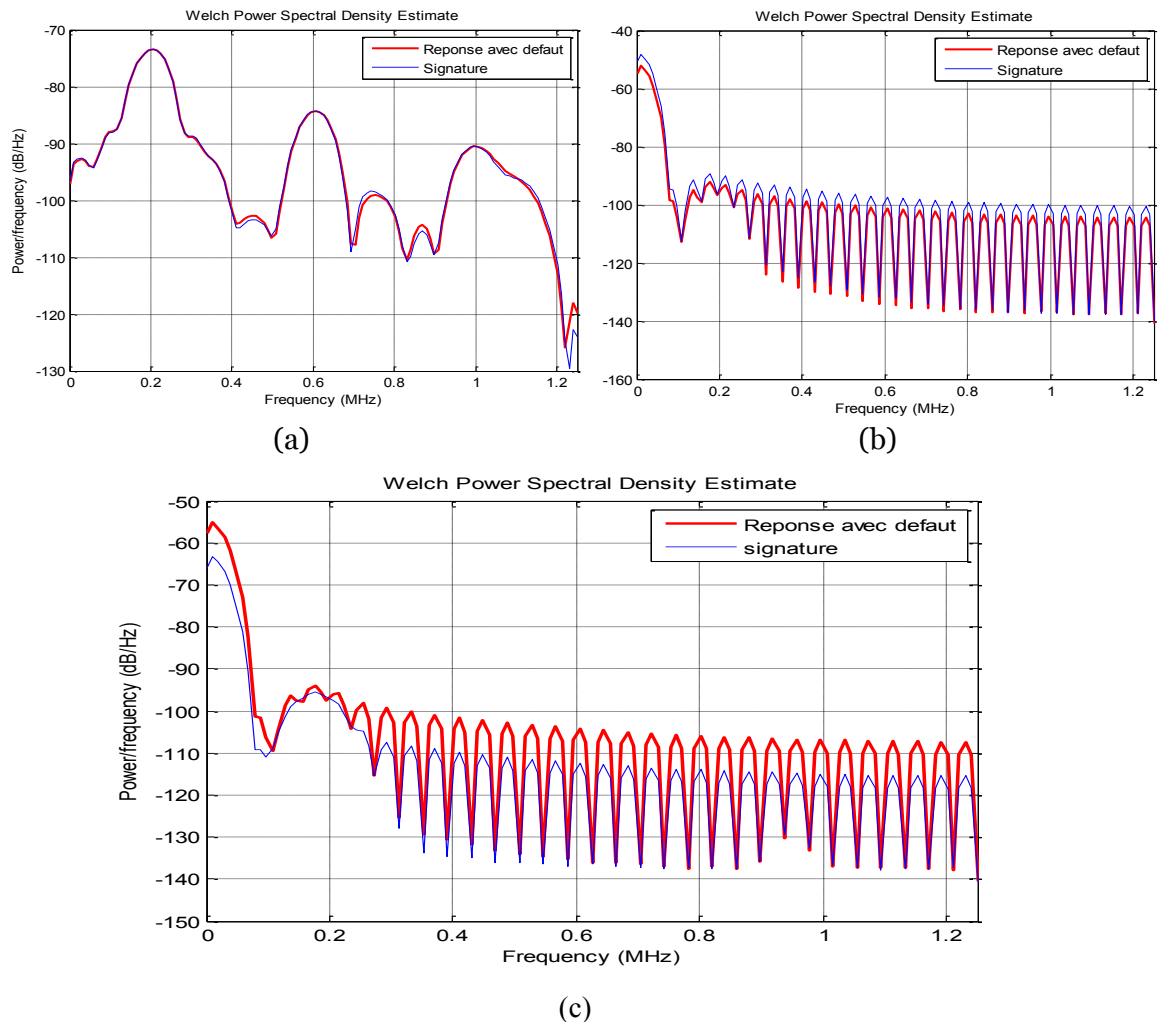 Welch Power Spectral Density Estimate
Power/frequency (dB/Hz)
-70
-80
-90
-100
-110
-120
-130
0
0.2
0.4
0.6
0.8
1
1.2
Frequency (MHz)
Reponse avec defaut
Signature
(a)
Welch Power Spectral Density Estimate
-40
-60
-80
-100
-120
-140
-160
0
0.2
0.4
0.6
0.8
1
1.2
Frequency (MHz)
Reponse avec defaut
Signature
(b)
Welch Power Spectral Density Estimate
Power/frequency (dB/Hz)
-50
-60
-70
-80
-90
-100
-110
-120
-130
-140
-150
0
0.2
0.4
0.6
0.8
1
1.2
Frequency (MHz)
Reponse avec defaut
signature
(c)